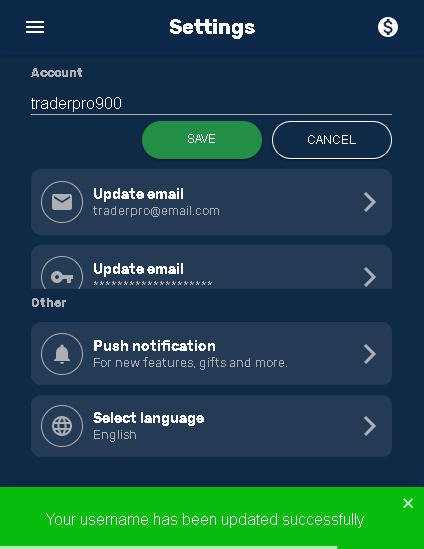 Settings
Account
traderpro900
SAVE
CANCEL
Update email
traderpro@email.com
Update email
********************
Other
Push notification
For new features, gifts and more.
Select language
English
Your username has been updated successfully